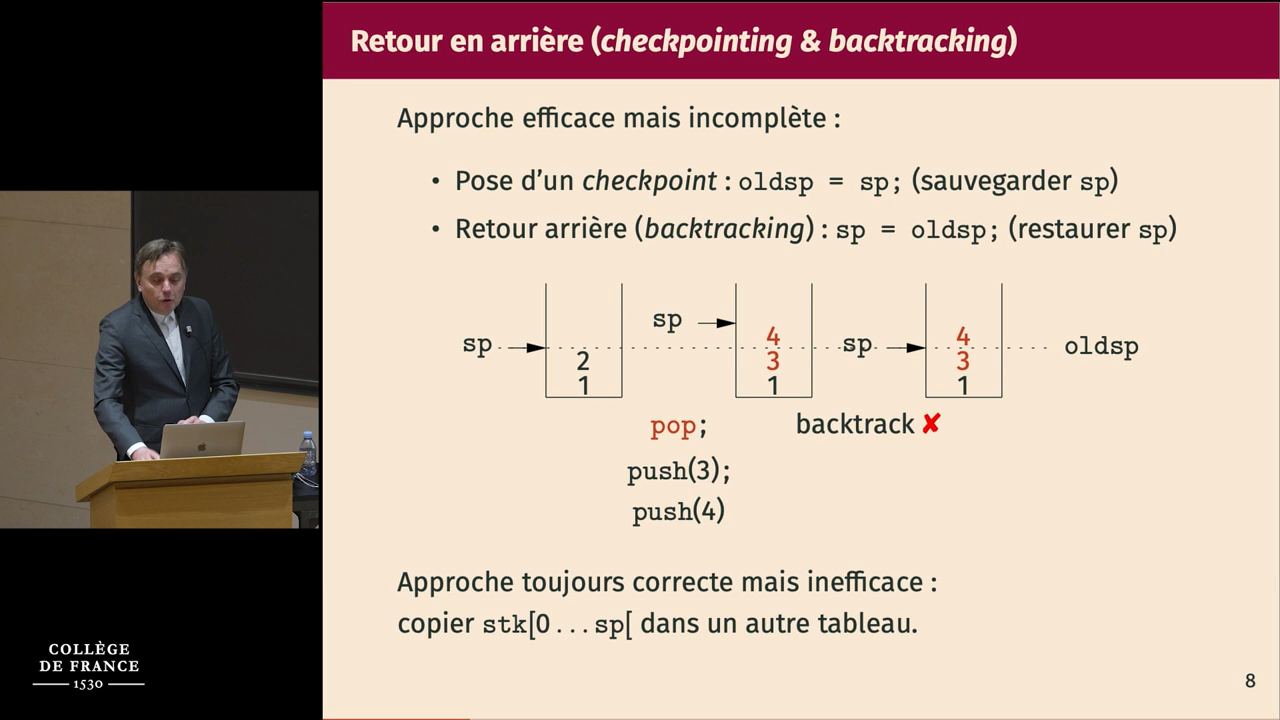 Retour en arrière (checkpointing & backtracking)
Approche efficace mais incomplète :
• Pose d'un checkpoint : oldsp = sp; (sauvegarder sp)
• Retour arrière (backtracking) : sp = oldsp; (restaurer sp)
sp
2
1
sp
4
3
1
sp
4
3
1
oldsp
pop;
push(3);
push(4)
backtrack ✘
Approche toujours correcte mais inefficace :
copier stk[0...sp[ dans un autre tableau.
8
COLLÈGE
DE FRANCE
1530